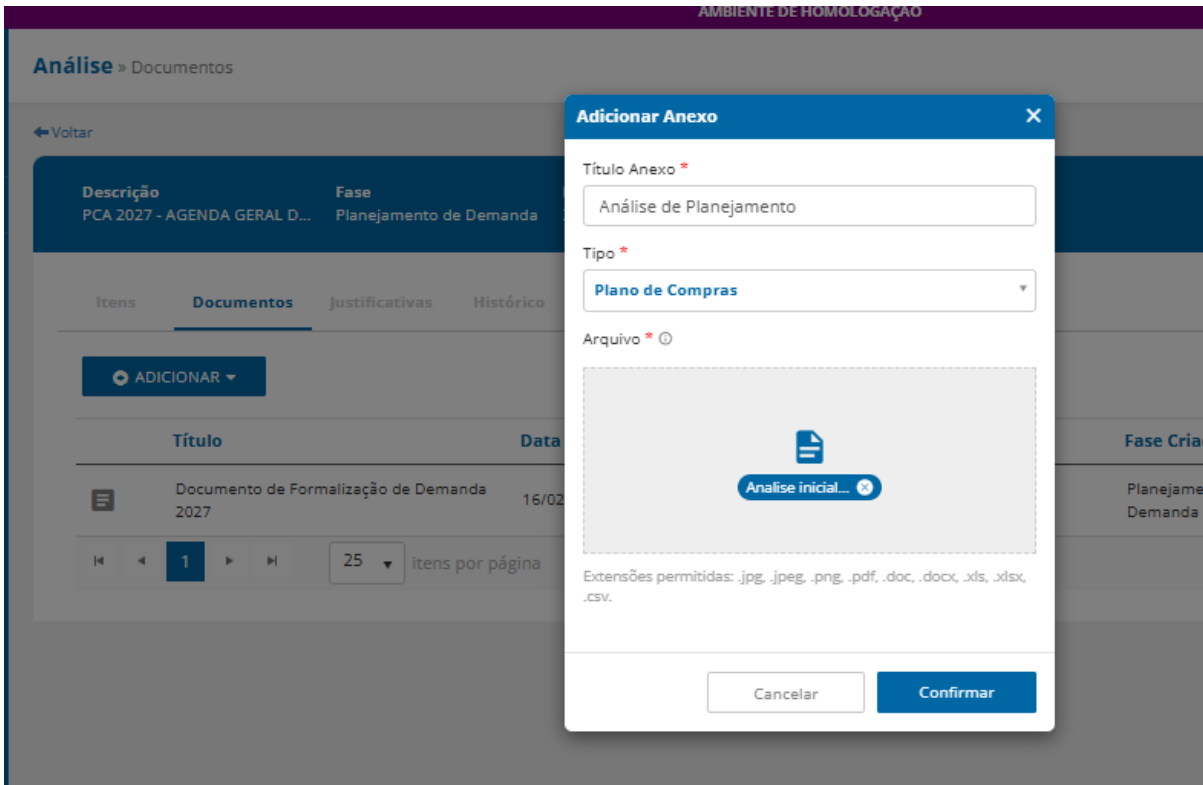 AMBIENTE DE HOMOLOGAÇÃO
Análise » Documentos
Voltar
Descrição
PCA 2027 - AGENDA GERAL D...
Fase
Planejamento de Demanda
Itens Documentos Justificativas Histórico
ADICIONAR
Título Data Fase Cria
Documento de Formalização de Demanda
2027
16/02
Planejame
Demanda
1 25 itens por página
Adicionar Anexo
Título Anexo *
Análise de Planejamento
Tipo *
Plano de Compras
Arquivo *
Analise inicial...
Extensões permitidas: .jpg, .jpeg, .png, .pdf, .doc, .docx, .xls, .xlsx,
.csv.
Cancelar Confirmar